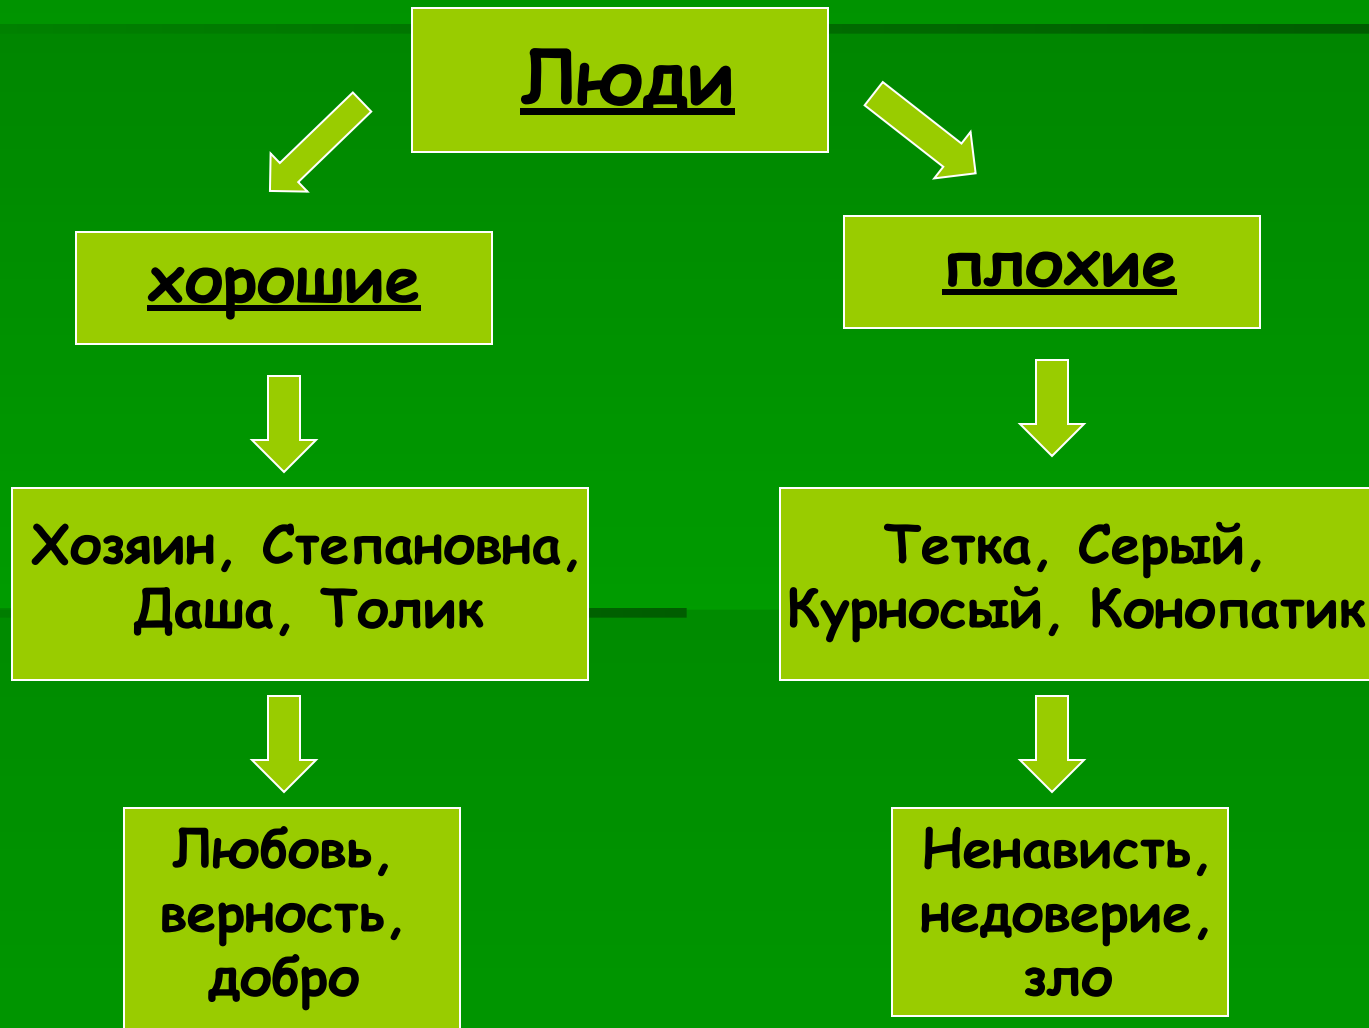 Люди
хорошие
плохие
Хозяин, Степановна,
Даша, Толик
Тетка, Серый,
Курносый, Конопатик
Любовь,
верность,
добро
Ненависть,
недоверие,
зло